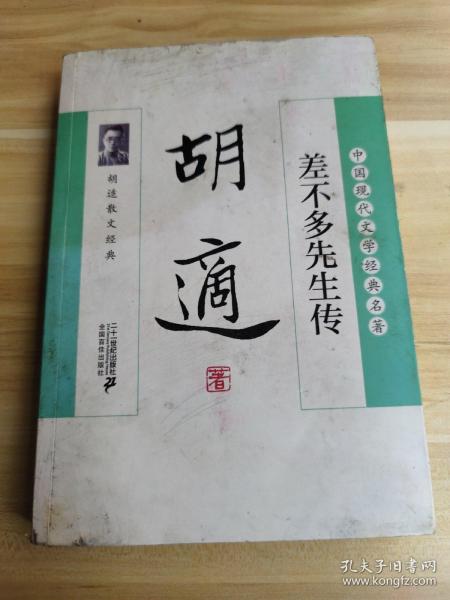 中国现代文学经典名著
差不多先生传
胡適
著
胡适散文经典
二十一世纪出版社
全国百佳出版社
孔夫子旧书网
www.kongfz.com